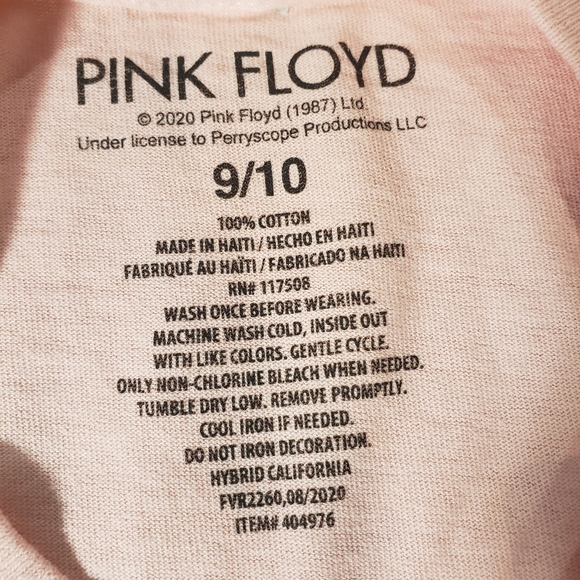 PINK FLOYD
© 2020 Pink Floyd (1987) Ltd.
Under license to Perryscope Productions LLC
9/10
100% COTTON
MADE IN HAITI / HECHO EN HAITI
FABRIQUÉ AU HAÏTI / FABRICADO NA HAITI
RN# 117508
WASH ONCE BEFORE WEARING.
MACHINE WASH COLD, INSIDE OUT
WITH LIKE COLORS. GENTLE CYCLE.
ONLY NON-CHLORINE BLEACH WHEN NEEDED.
TUMBLE DRY LOW. REMOVE PROMPTLY.
COOL IRON IF NEEDED.
DO NOT IRON DECORATION.
HYBRID CALIFORNIA
FVR2260,08/2020
ITEM# 404976